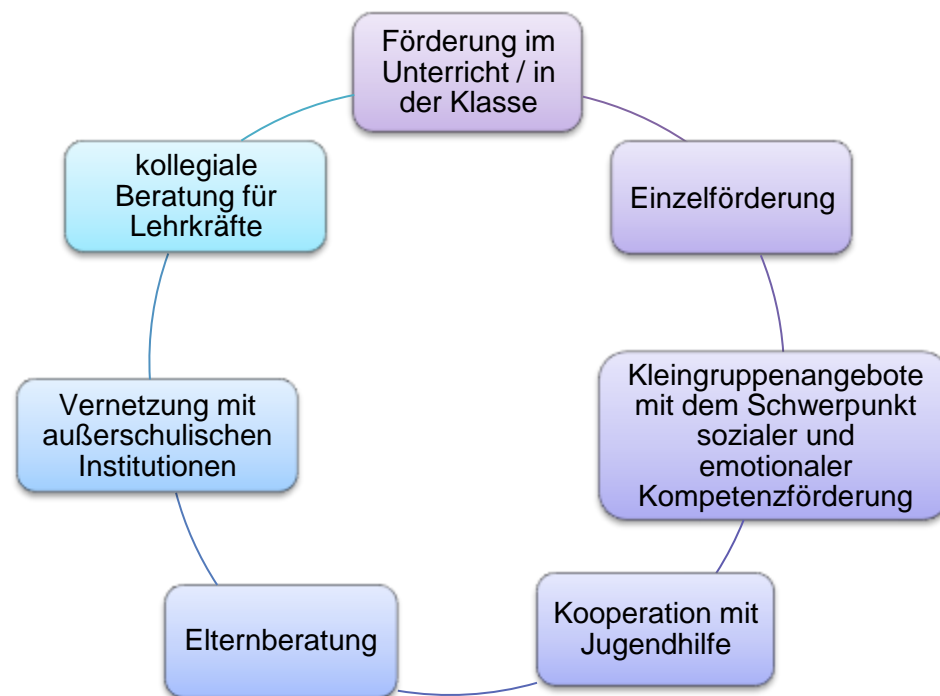 Förderung im
Unterricht / in
der Klasse
Einzelförderung
Kleingruppenangebote
mit dem Schwerpunkt
sozialer und
emotionaler
Kompetenzförderung
Kooperation mit
Jugendhilfe
Elternberatung
Vernetzung mit
außerschulischen
Institutionen
kollegiale
Beratung für
Lehrkräfte